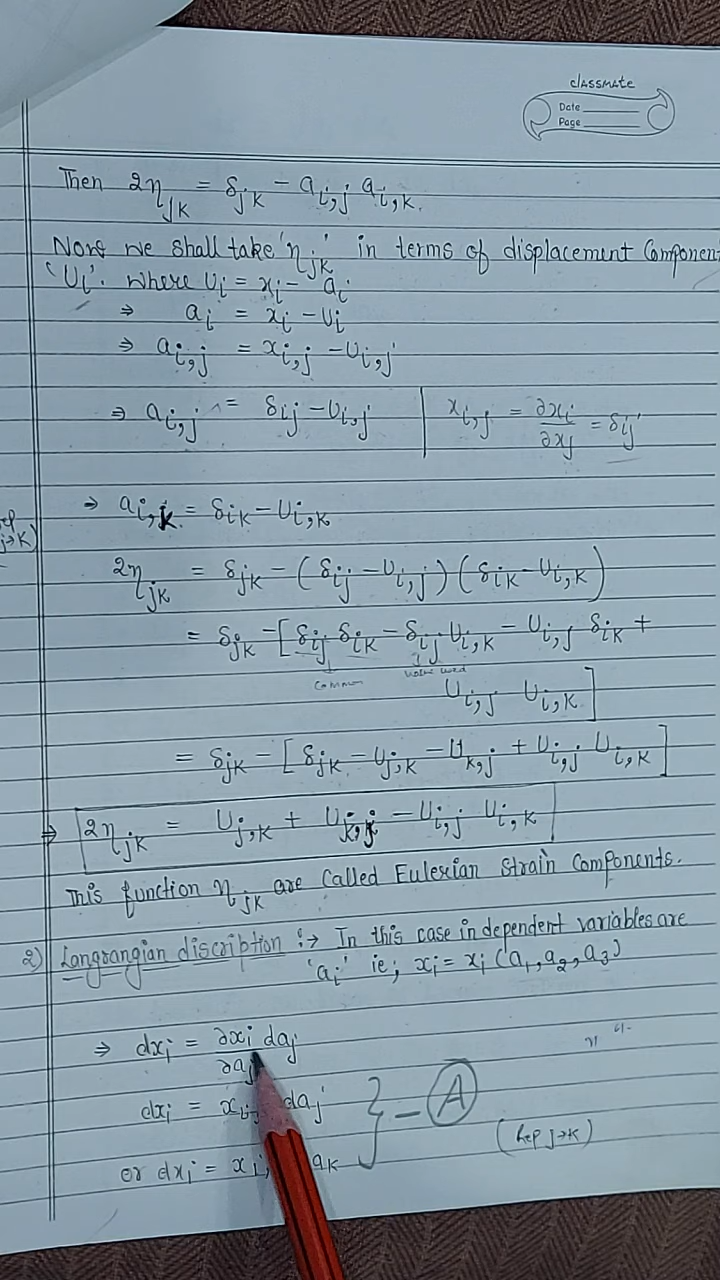 classmate
Date
Page
Then 2η_jk = δ_jk - a_i,j a_i,k.
Now we shall take 'η_jk' in terms of displacement Componen
'U_i'. where U_i = x_i - a_i
⇒ a_i = x_i - U_i
⇒ a_i,j = x_i,j - U_i,j
⇒ a_i,j = δ_ij - U_i,j | x_i,j = ∂x_i/∂x_j = δ_ij
⇒ a_i,k = δ_ik - U_i,k
j→k)
2η_jk = δ_jk - (δ_ij - U_i,j) (δ_ik - U_i,k)
= δ_jk - [δ_ij δ_ik - δ_ij U_i,k - U_i,j δ_ik +
common
U_i,j U_i,k]
= δ_jk - [δ_jk - U_j,k - U_k,j + U_i,j U_i,k]
⇒ 2η_jk = U_j,k + U_k,j - U_i,j U_i,k
This function η_jk are called Eulerian Strain Components.
2) Langrangian discription :→ In this case independent variables are
'a_i' ie; x_i = x_i (a_1, a_2, a_3)
⇒ dx_i = ∂x_i/∂a_j da_j
dx_i = x_i, da_j } - (A)
(Rep j→k)
or dx_i = x_i, a_k